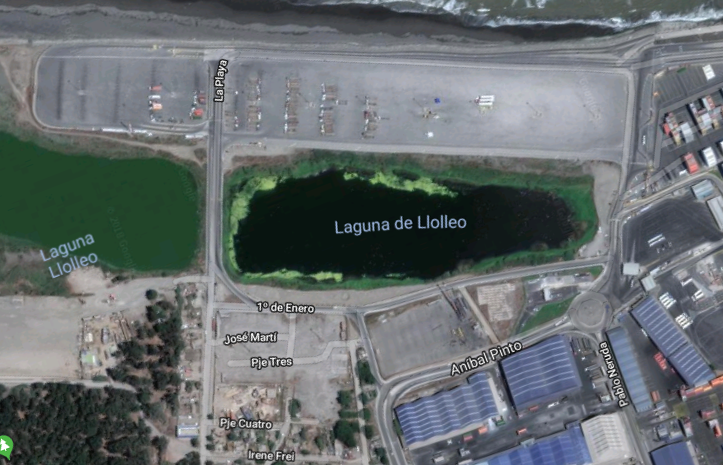 La Playa
Laguna de Llolleo
Laguna
Llolleo
1º de Enero
José Martí
Pje Tres
Aníbal Pinto
Pablo Neruda
Pje Cuatro
Irene Frei